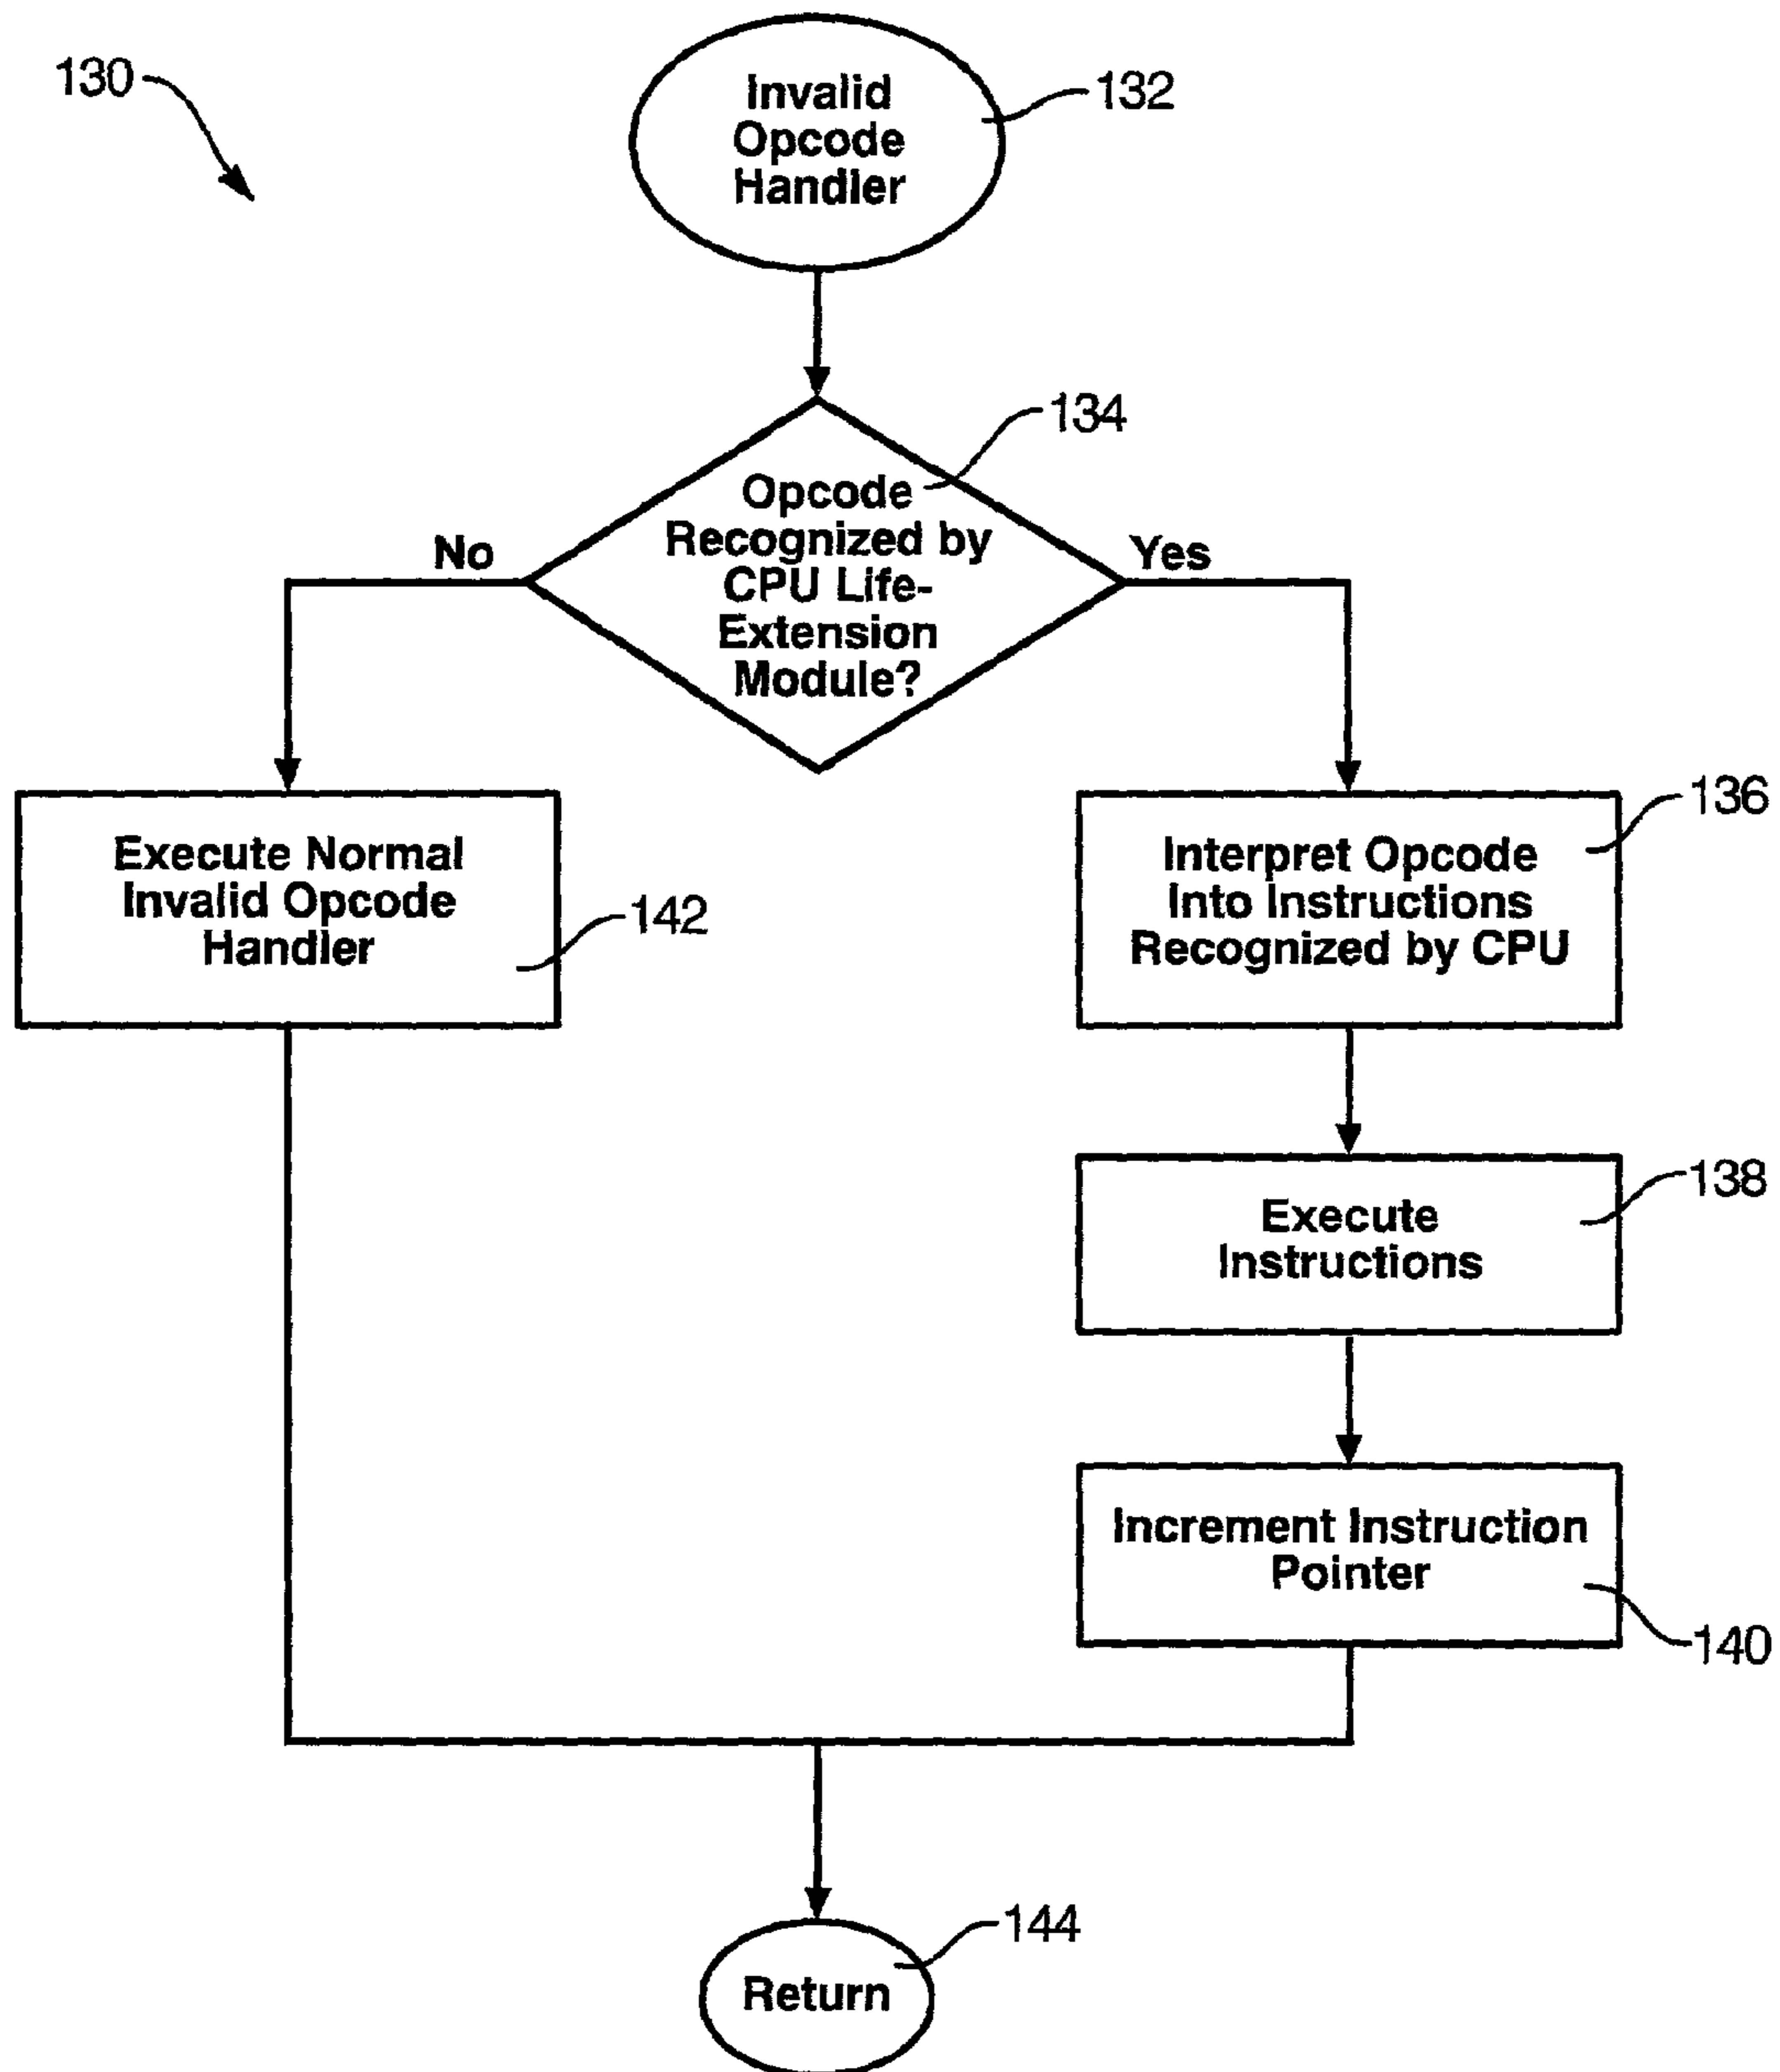 130
Invalid
Opcode
Handler
132
134
Opcode
Recognized by
CPU Life-
Extension
Module?
No
Yes
Execute Normal
Invalid Opcode
Handler
142
Interpret Opcode
Into Instructions
Recognized by CPU
136
Execute
Instructions
138
Increment Instruction
Pointer
140
Return
144